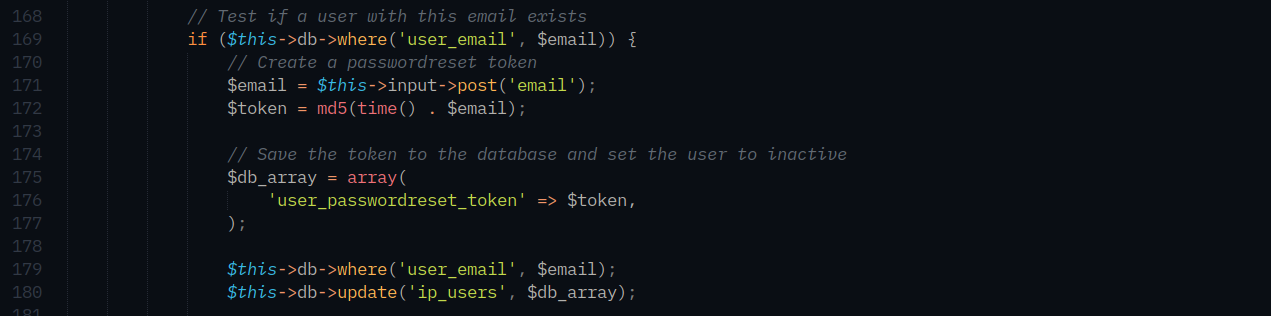 168 // Test if a user with this email exists
169 if ($this->db->where('user_email', $email)) {
170 // Create a passwordreset token
171 $email = $this->input->post('email');
172 $token = md5(time() . $email);
173
174 // Save the token to the database and set the user to inactive
175 $db_array = array(
176 'user_passwordreset_token' => $token,
177 );
178
179 $this->db->where('user_email', $email);
180 $this->db->update('ip_users', $db_array);
181